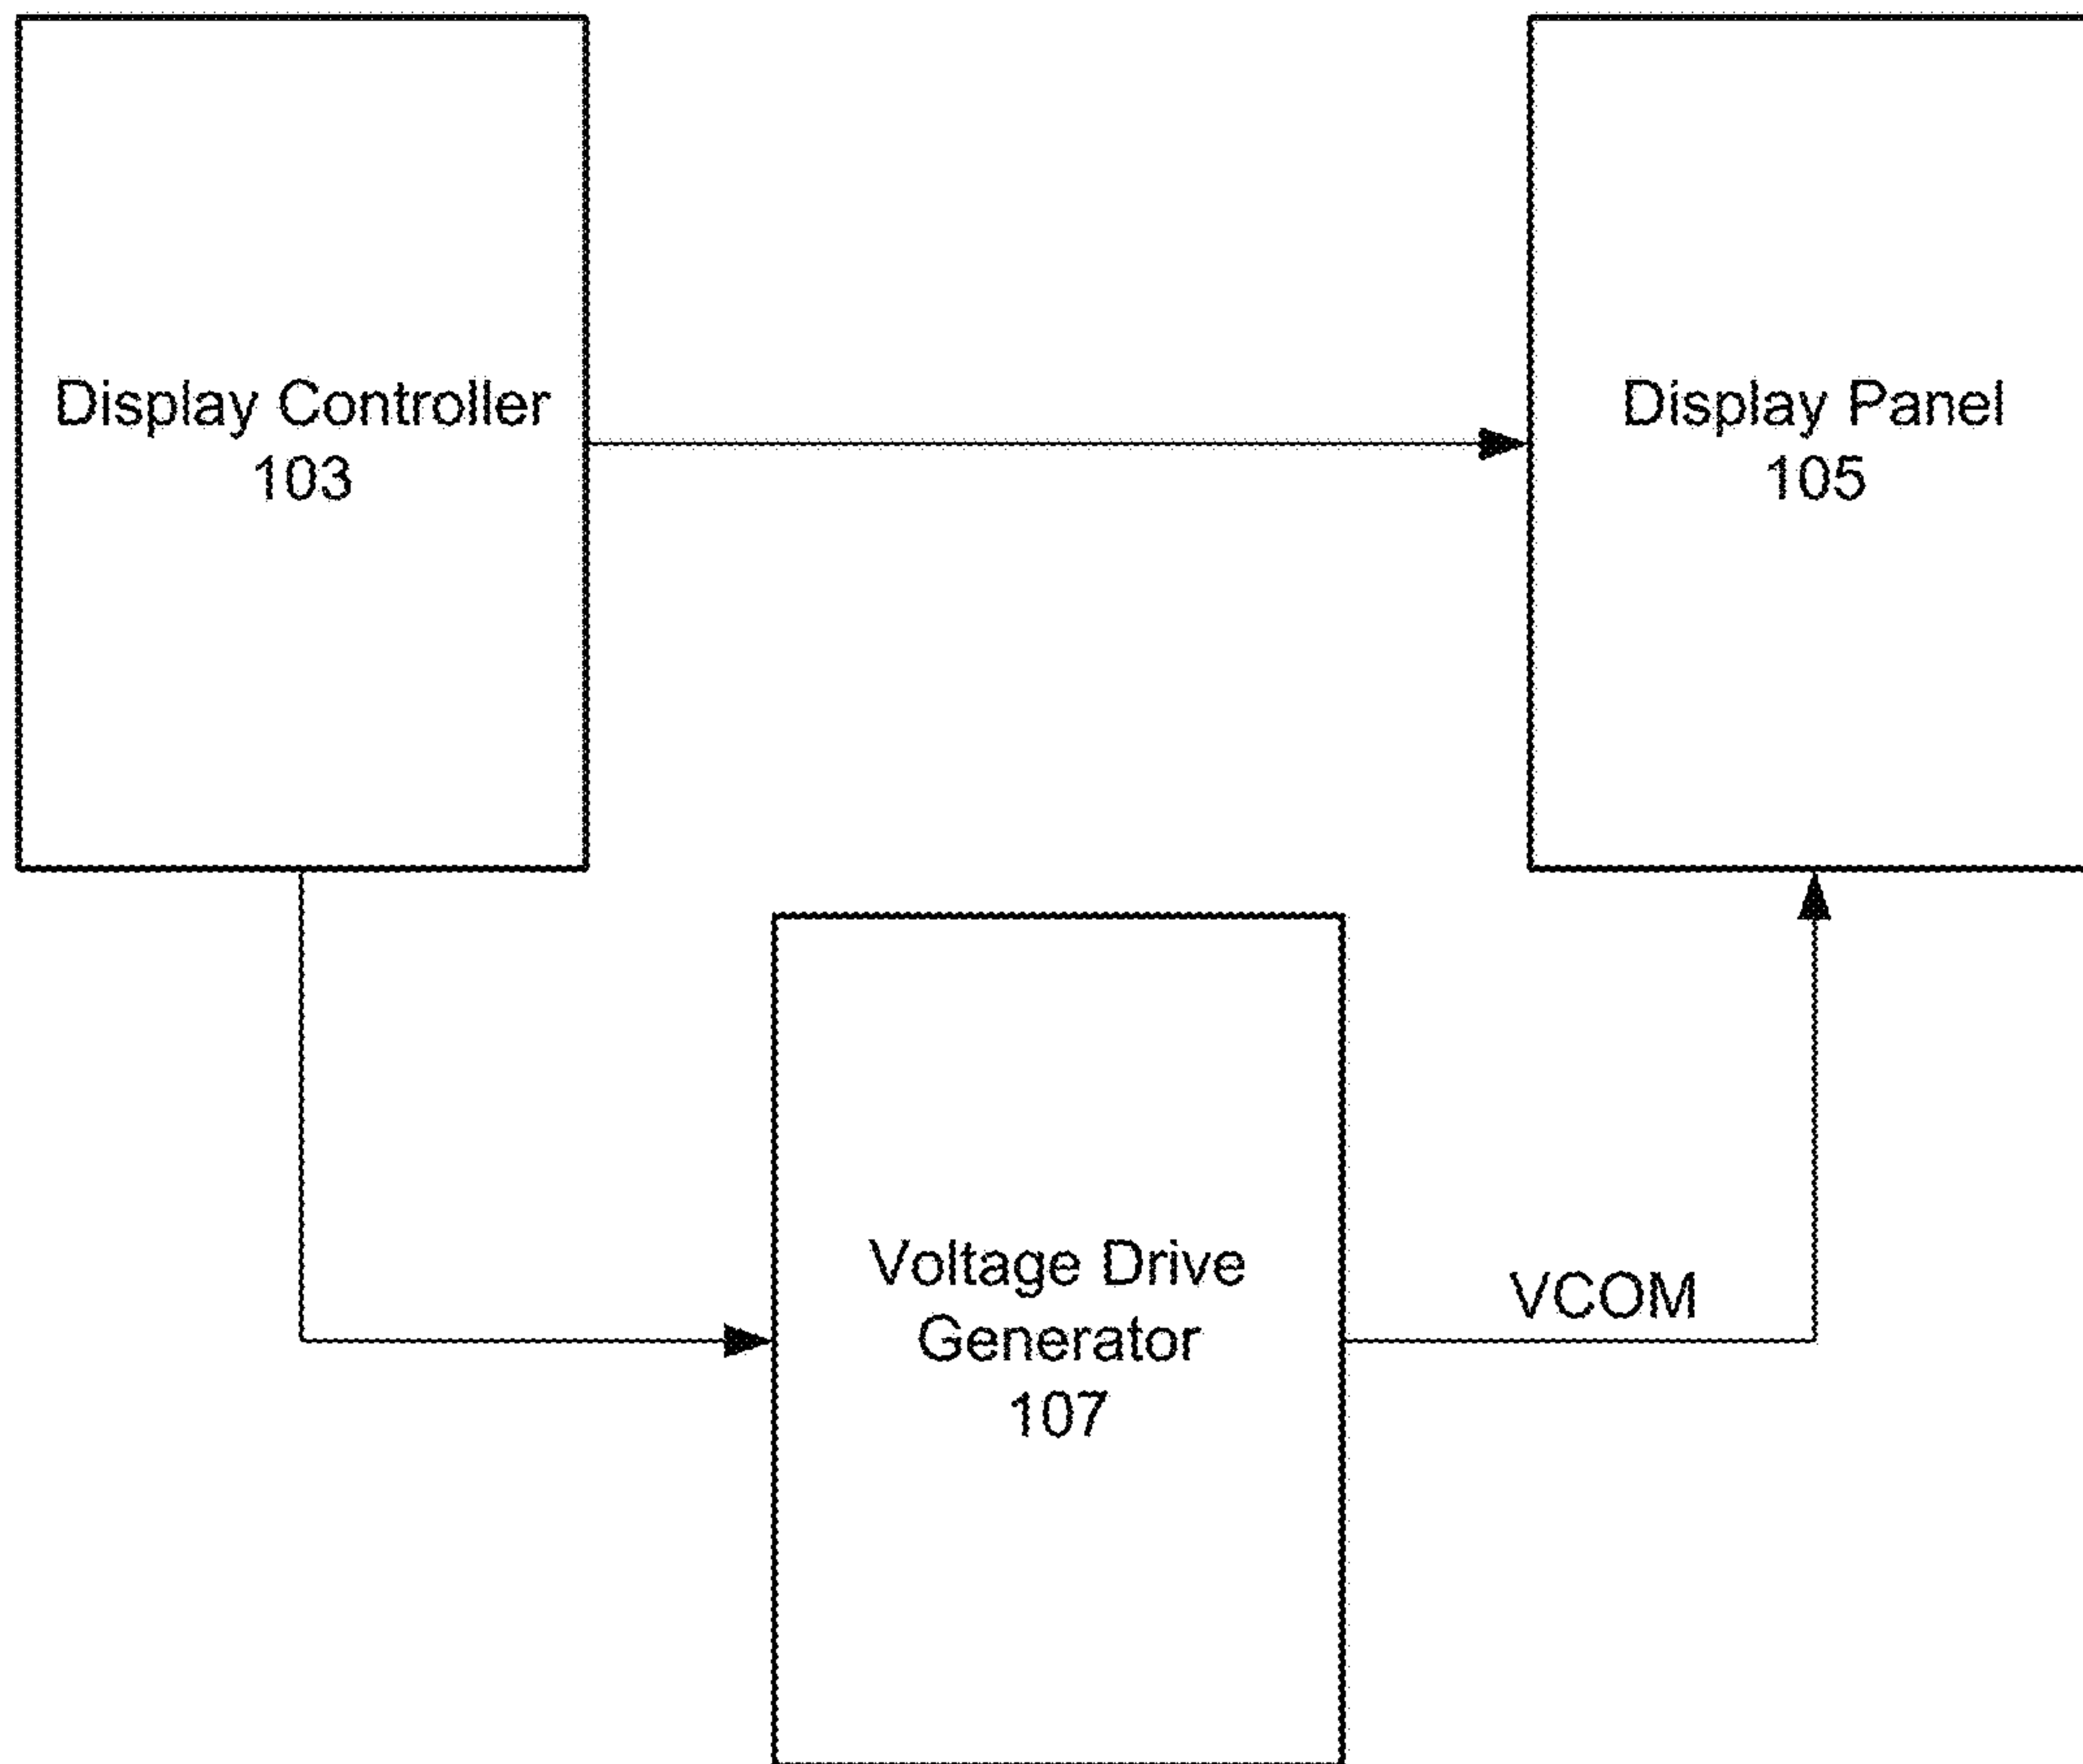 Display Controller
103
Display Panel
105
Voltage Drive
Generator
107
VCOM